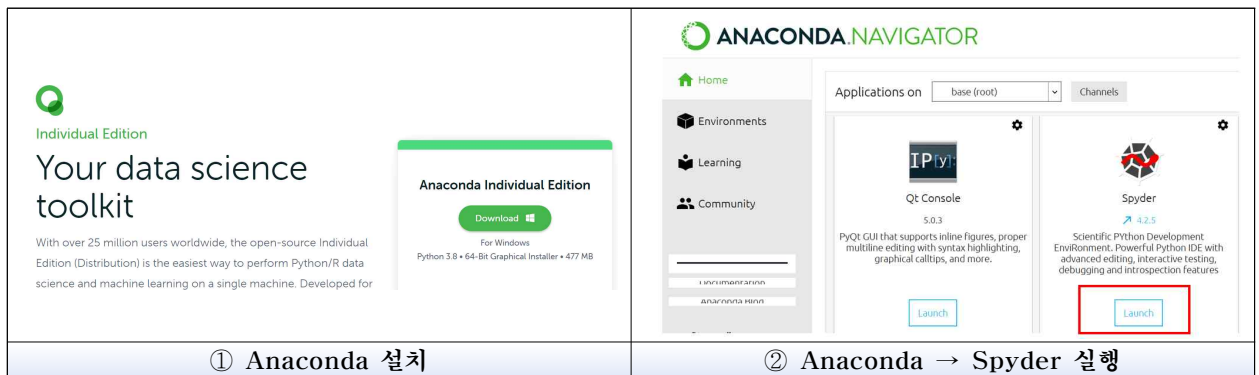 Individual Edition
Your data science
toolkit
With over 25 million users worldwide, the open-source Individual
Edition (Distribution) is the easiest way to perform Python/R data
science and machine learning on a single machine. Developed for
Anaconda Individual Edition
Download
For Windows
Python 3.8 • 64-Bit Graphical Installer • 477 MB
① Anaconda 설치
ANACONDA.NAVIGATOR
Home
Environments
Learning
Community
Documentation
Anaconda Blog
Applications on base (root) Channels
IP[y]:
Qt Console
5.0.3
PyQt GUI that supports inline figures, proper
multiline editing with syntax highlighting,
graphical calltips, and more.
Launch
Spyder
4.2.5
Scientific PYthon Development
EnviRonment. Powerful Python IDE with
advanced editing, interactive testing,
debugging and introspection features
Launch
② Anaconda → Spyder 실행